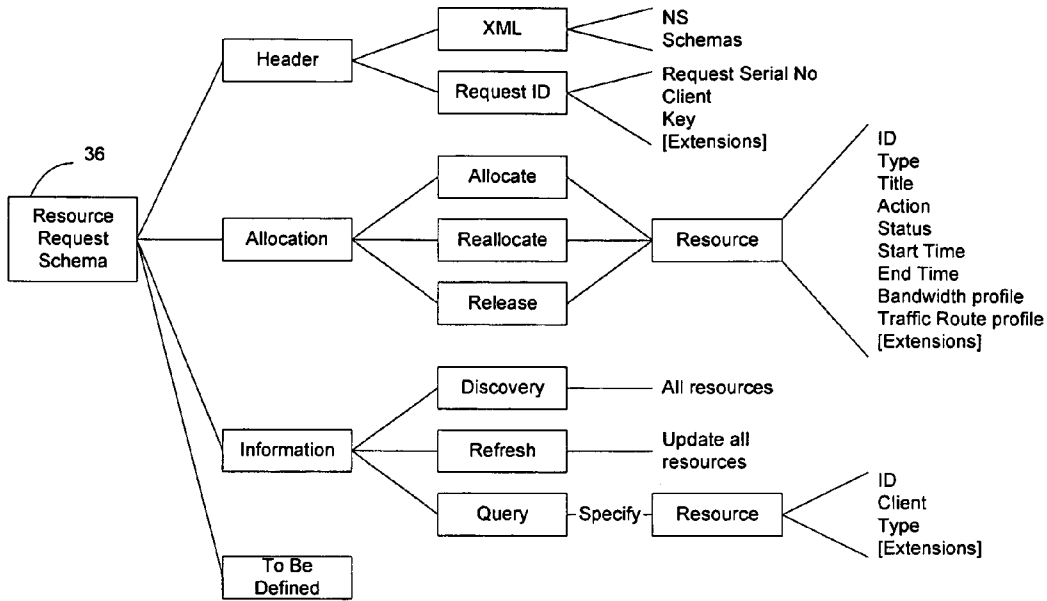 36
Resource
Request
Schema
Header
XML
NS
Schemas
Request ID
Request Serial No
Client
Key
[Extensions]
Allocation
Allocate
Reallocate
Release
Resource
ID
Type
Title
Action
Status
Start Time
End Time
Bandwidth profile
Traffic Route profile
[Extensions]
Information
Discovery
All resources
Refresh
Update all
resources
Query
Specify
Resource
ID
Client
Type
[Extensions]
To Be
Defined